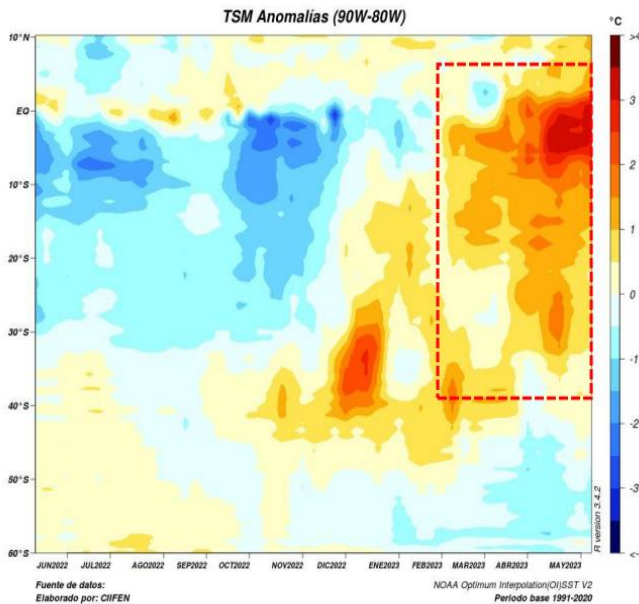 TSM Anomalías (90W-80W)
°C
10°N
EQ
10°S
20°S
30°S
40°S
50°S
60°S
JUN2022 JUL2022 AGO2022 SEP2022 OCT2022 NOV2022 DIC2022 ENE2023 FEB2023 MAR2023 ABR2023 MAY2023
>4
3
2
1
0
-1
-2
-3
<-4
R version 3.4.2
Fuente de datos:
NOAA Optimum Interpolation(OI)SST V2
Elaborado por: CIIFEN
Periodo base 1991-2020